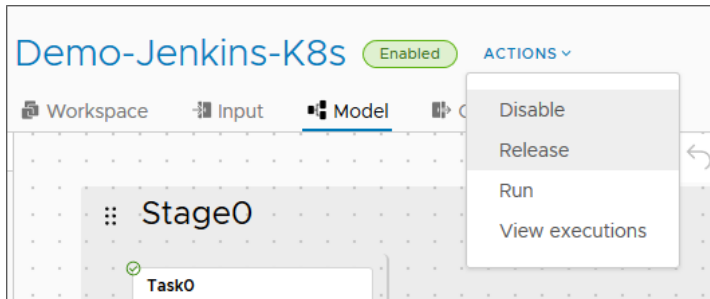 Demo-Jenkins-K8s Enabled ACTIONS
Workspace Input Model
Disable
Release
Run
View executions
Stage0
Task0